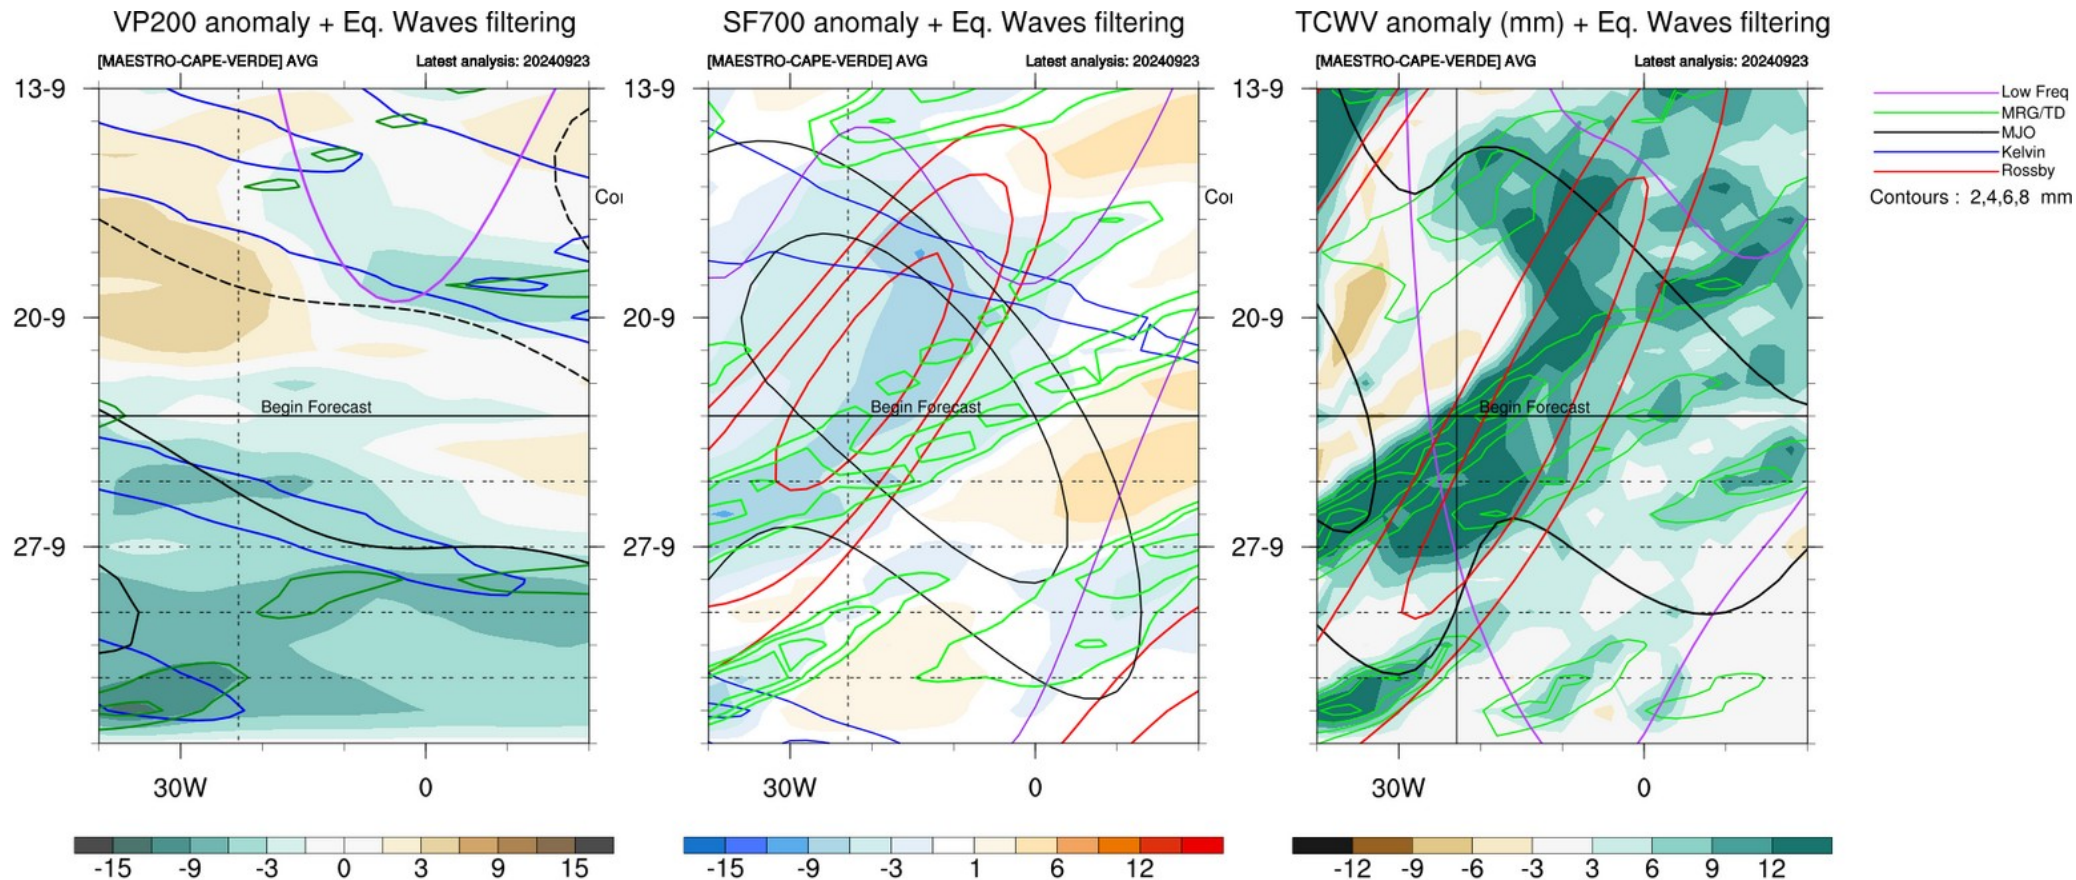 VP200 anomaly + Eq. Waves filtering
[MAESTRO-CAPE-VERDE] AVG Latest analysis: 20240923
13-9
20-9
27-9
Begin Forecast
Coı
30W 0
-15 -9 -3 0 3 9 15
SF700 anomaly + Eq. Waves filtering
[MAESTRO-CAPE-VERDE] AVG Latest analysis: 20240923
13-9
20-9
27-9
Begin Forecast
Coı
30W 0
-15 -9 -3 1 6 12
TCWV anomaly (mm) + Eq. Waves filtering
[MAESTRO-CAPE-VERDE] AVG Latest analysis: 20240923
13-9
20-9
27-9
Begin Forecast
30W 0
-12 -9 -6 -3 3 6 9 12
Low Freq
MRG/TD
MJO
Kelvin
Rossby
Contours : 2,4,6,8 mm